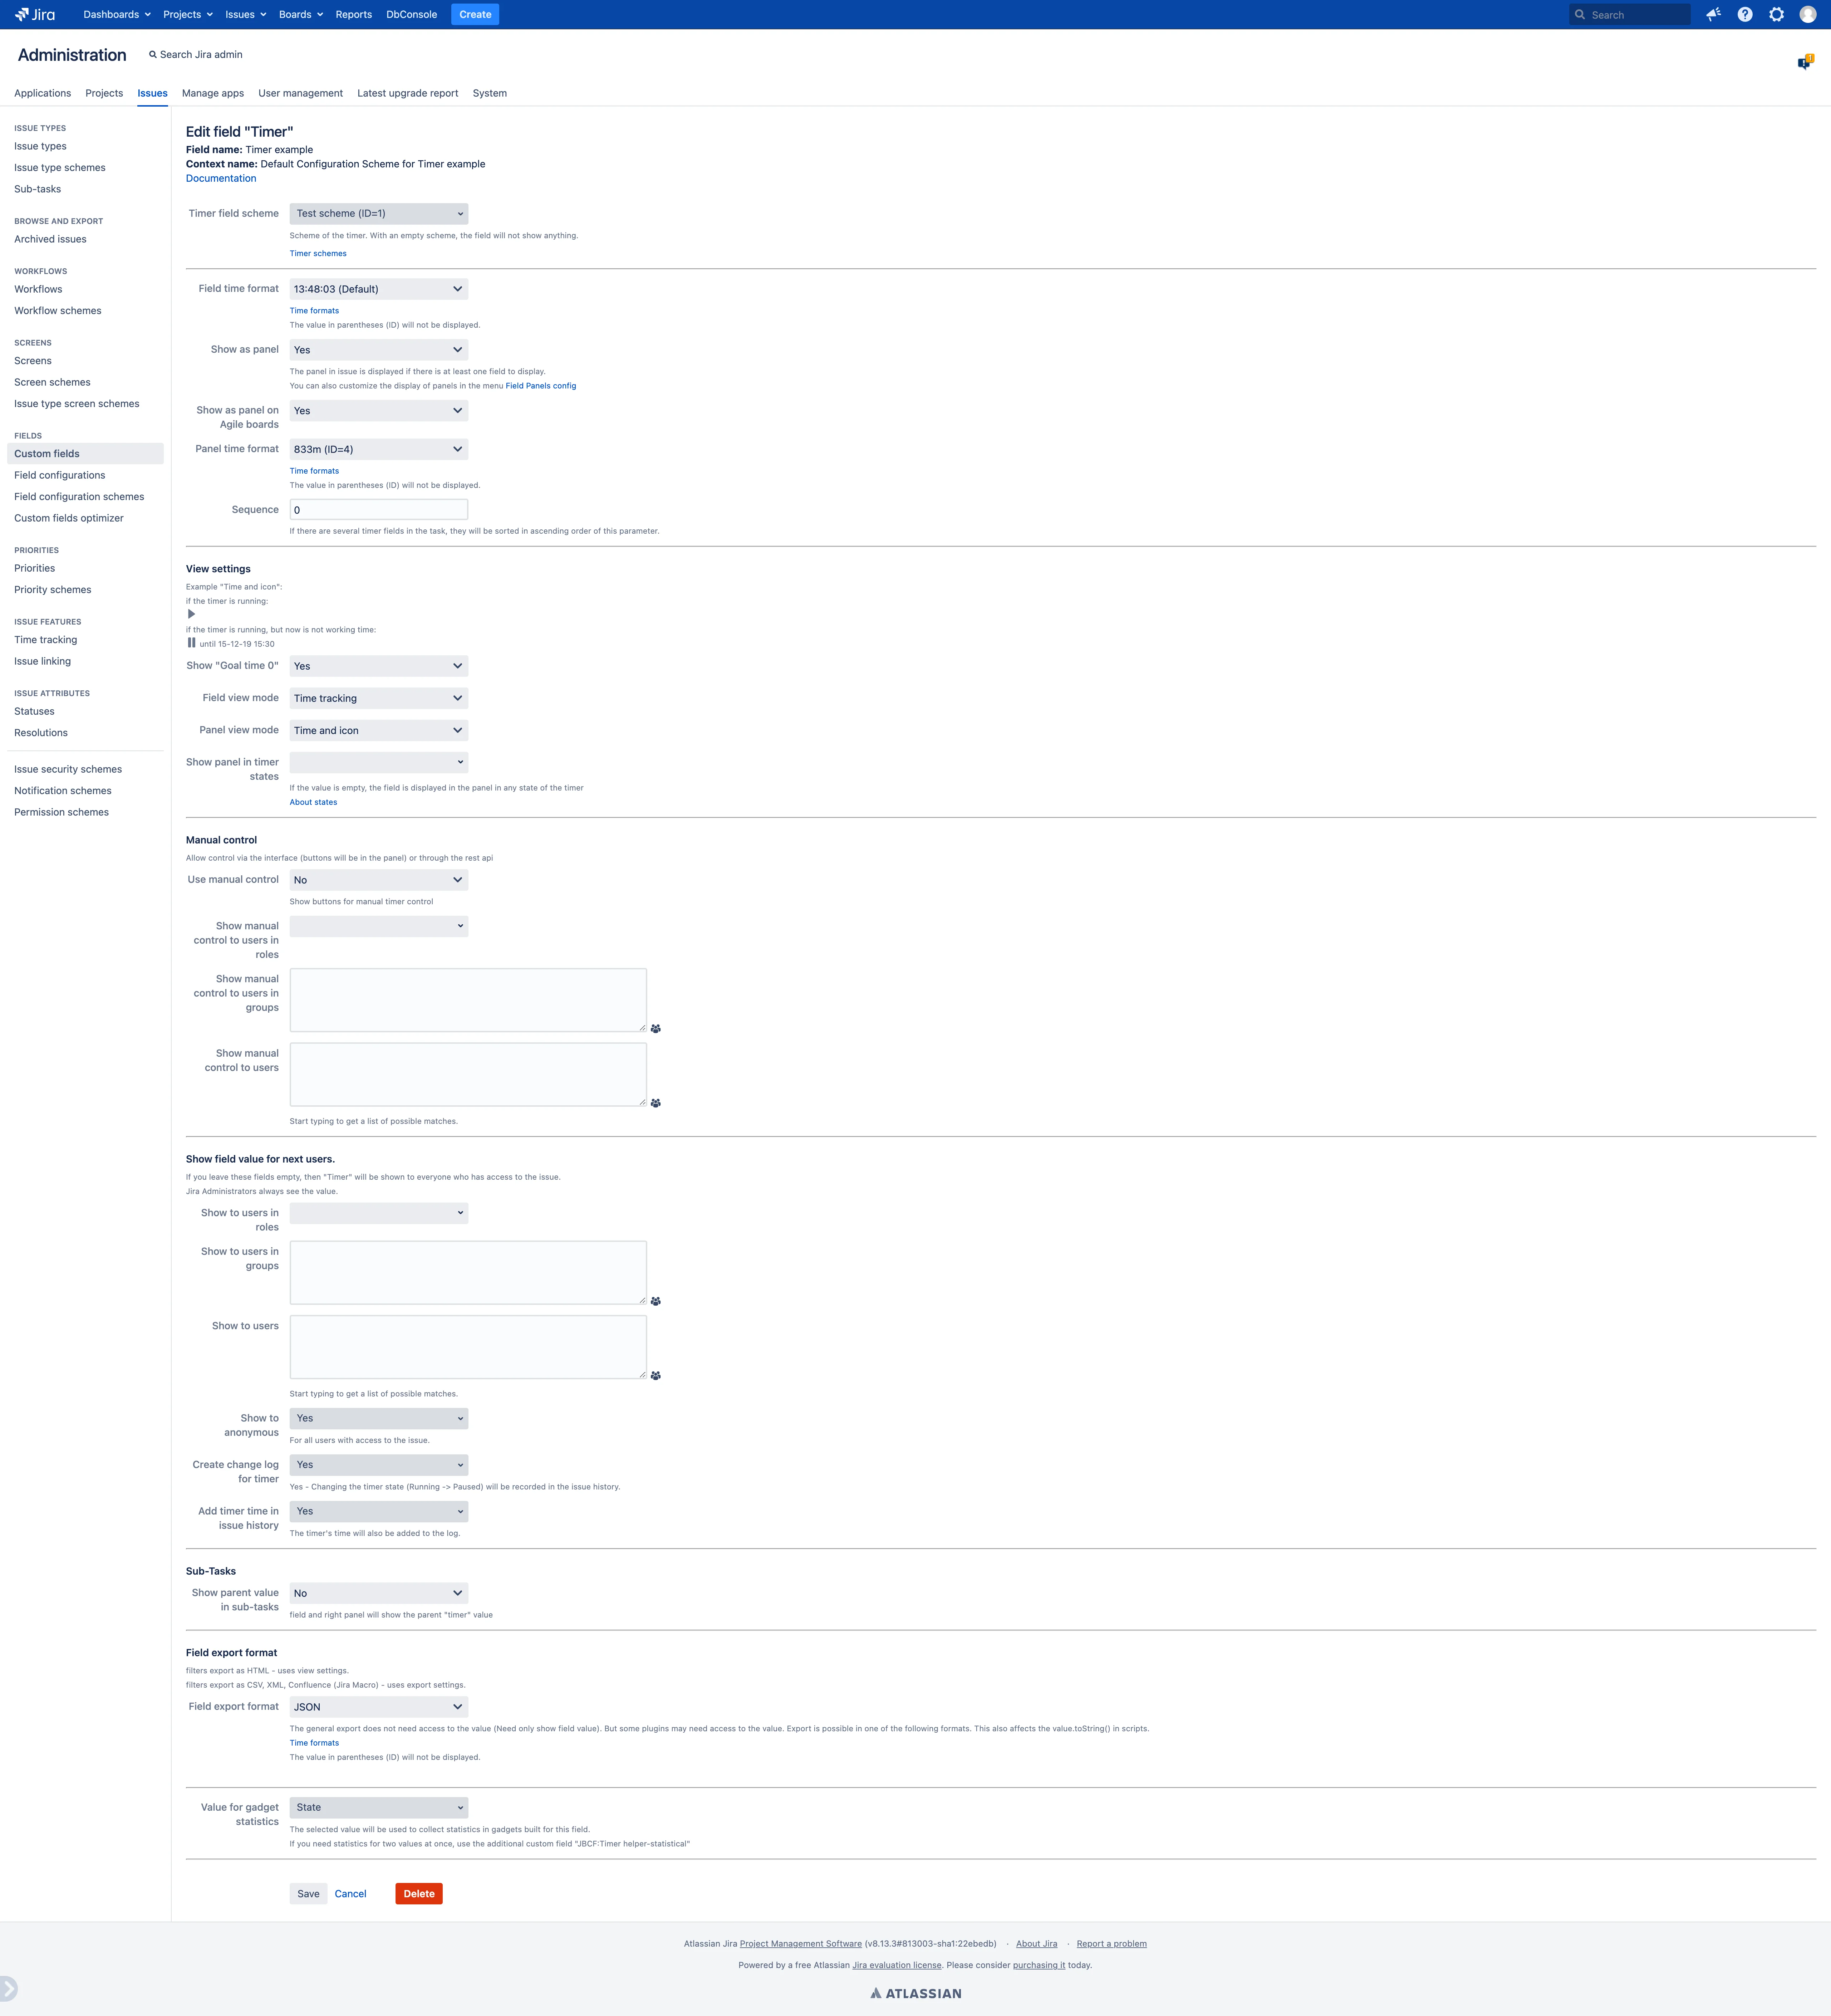 Jira Dashboards Projects Issues Boards Reports DbConsole Create Search
Administration Search Jira admin
Applications Projects Issues Manage apps User management Latest upgrade report System
ISSUE TYPES
Issue types
Issue type schemes
Sub-tasks
BROWSE AND EXPORT
Archived issues
WORKFLOWS
Workflows
Workflow schemes
SCREENS
Screens
Screen schemes
Issue type screen schemes
FIELDS
Custom fields
Field configurations
Field configuration schemes
Custom fields optimizer
PRIORITIES
Priorities
Priority schemes
ISSUE FEATURES
Time tracking
Issue linking
ISSUE ATTRIBUTES
Statuses
Resolutions
Issue security schemes
Notification schemes
Permission schemes
Edit field "Timer"
Field name: Timer example
Context name: Default Configuration Scheme for Timer example
Documentation
Timer field scheme Test scheme (ID=1)
Scheme of the timer. With an empty scheme, the field will not show anything.
Timer schemes
Field time format 13:48:03 (Default)
Time formats
The value in parentheses (ID) will not be displayed.
Show as panel Yes
The panel in issue is displayed if there is at least one field to display.
You can also customize the display of panels in the menu Field Panels config
Show as panel on
Agile boards
Yes
Panel time format 833m (ID=4)
Time formats
The value in parentheses (ID) will not be displayed.
Sequence 0
If there are several timer fields in the task, they will be sorted in ascending order of this parameter.
View settings
Example "Time and icon":
if the timer is running:
if the timer is running, but now is not working time:
until 15-12-19 15:30
Show "Goal time 0" Yes
Field view mode Time tracking
Panel view mode Time and icon
Show panel in timer
states
If the value is empty, the field is displayed in the panel in any state of the timer
About states
Manual control
Allow control via the interface (buttons will be in the panel) or through the rest api
Use manual control No
Show buttons for manual timer control
Show manual
control to users in
roles
Show manual
control to users in
groups
Show manual
control to users
Start typing to get a list of possible matches.
Show field value for next users.
If you leave these fields empty, then "Timer" will be shown to everyone who has access to the issue.
Jira Administrators always see the value.
Show to users in
roles
Show to users in
groups
Show to users
Start typing to get a list of possible matches.
Show to
anonymous
Yes
For all users with access to the issue.
Create change log
for timer
Yes
Yes - Changing the timer state (Running -> Paused) will be recorded in the issue history.
Add timer time in
issue history
Yes
The timer's time will also be added to the log.
Sub-Tasks
Show parent value
in sub-tasks
No
field and right panel will show the parent "timer" value
Field export format
filters export as HTML - uses view settings.
filters export as CSV, XML, Confluence (Jira Macro) - uses export settings.
Field export format JSON
The general export does not need access to the value (Need only show field value). But some plugins may need access to the value. Export is possible in one of the following formats. This also affects the value.toString() in scripts.
Time formats
The value in parentheses (ID) will not be displayed.
Value for gadget
statistics
State
The selected value will be used to collect statistics in gadgets built for this field.
If you need statistics for two values at once, use the additional custom field "JBCF:Timer helper-statistical"
Save Cancel Delete
Atlassian Jira Project Management Software (v8.13.3#813003-sha1:22ebedb) · About Jira · Report a problem
Powered by a free Atlassian Jira evaluation license. Please consider purchasing it today.
ATLASSIAN